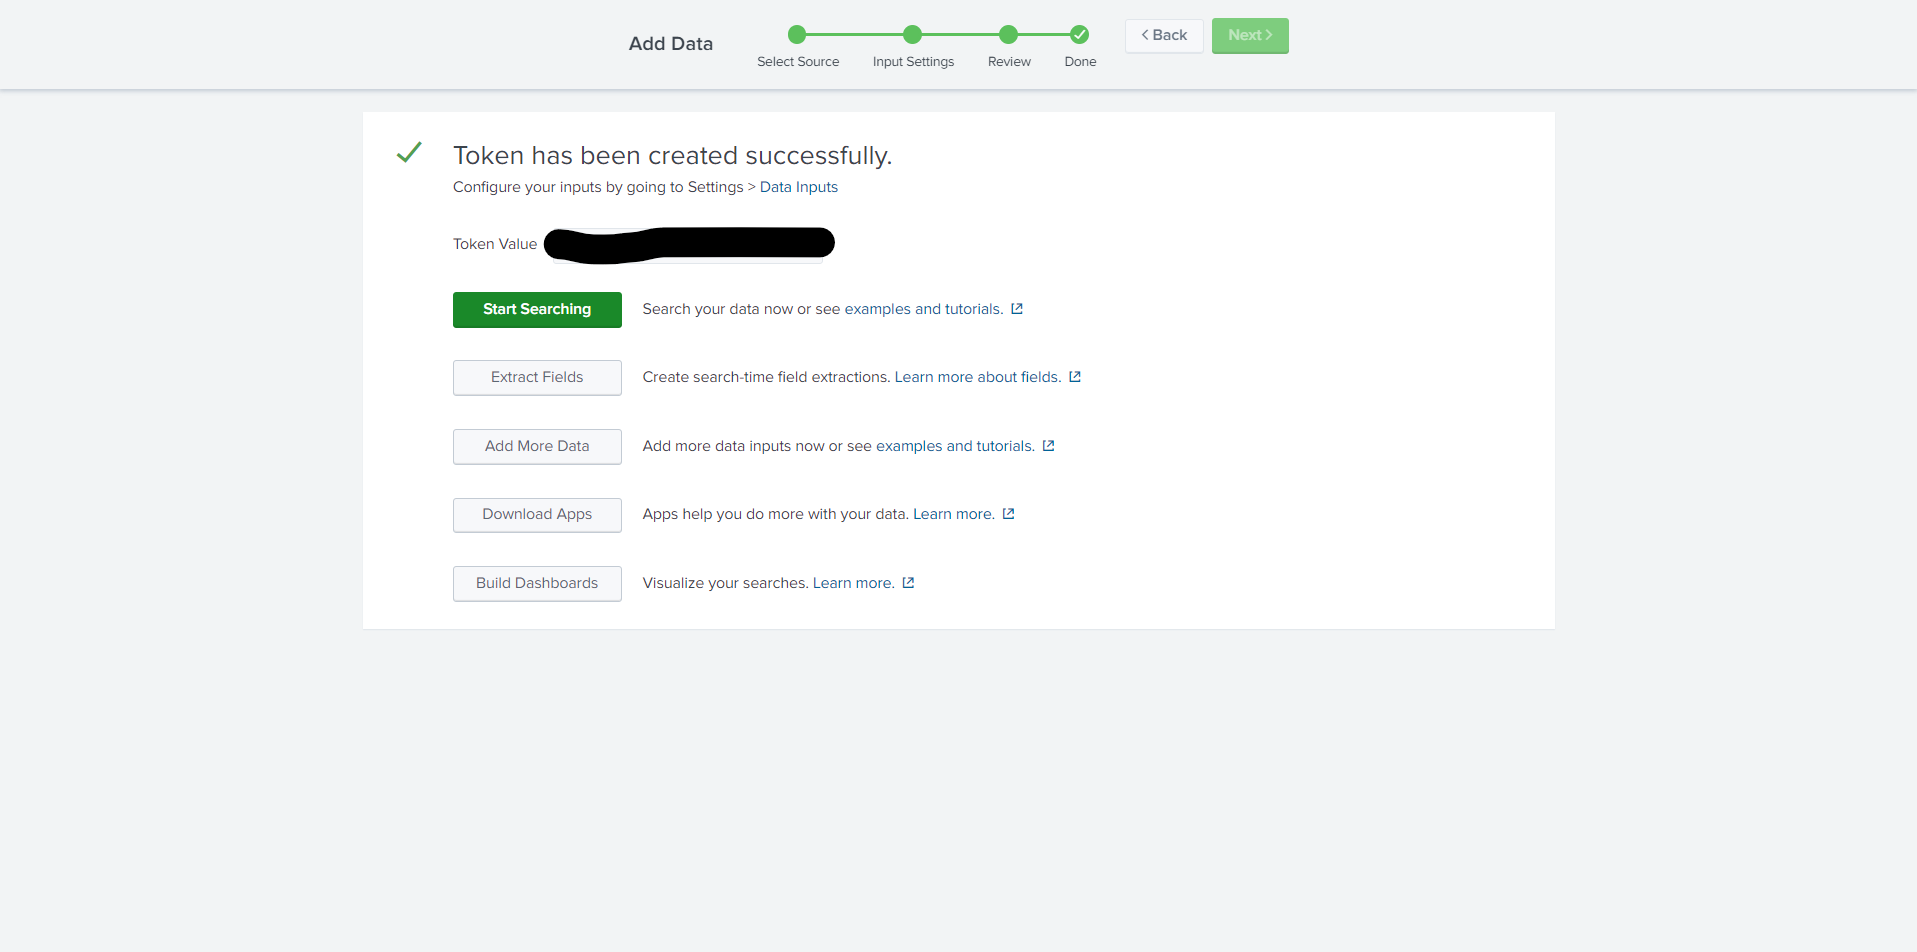 Add Data
Select Source
Input Settings
Review
Done
Back
Next
Token has been created successfully.
Configure your inputs by going to Settings > Data Inputs
Token Value
Start Searching
Search your data now or see examples and tutorials.
Extract Fields
Create search-time field extractions. Learn more about fields.
Add More Data
Add more data inputs now or see examples and tutorials.
Download Apps
Apps help you do more with your data. Learn more.
Build Dashboards
Visualize your searches. Learn more.